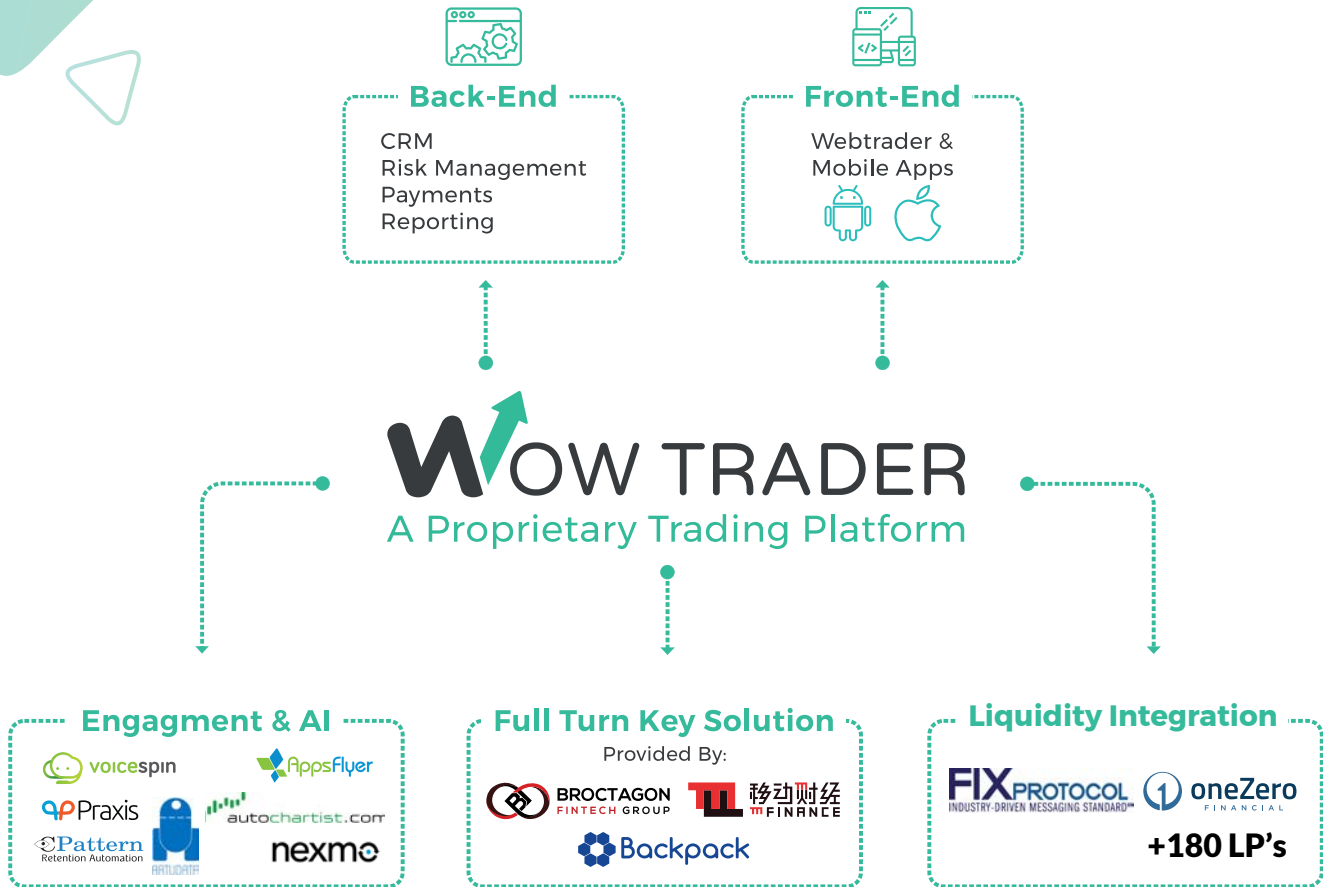 Back-End
CRM
Risk Management
Payments
Reporting
Front-End
</>
Webtrader &
Mobile Apps
WOW TRADER
A Proprietary Trading Platform
Engagment & AI
voicespin
AppsFlyer
Praxis
autochartist.com
Pattern
Retention Automation
nexmo
Full Turn Key Solution
Provided By:
BROCTAGON
FINTECH GROUP
移动财经
mFINANCE
Backpack
Liquidity Integration
FIXPROTOCOL
INDUSTRY-DRIVEN MESSAGING STANDARD℠
oneZero
FINANCIAL
+180 LP's